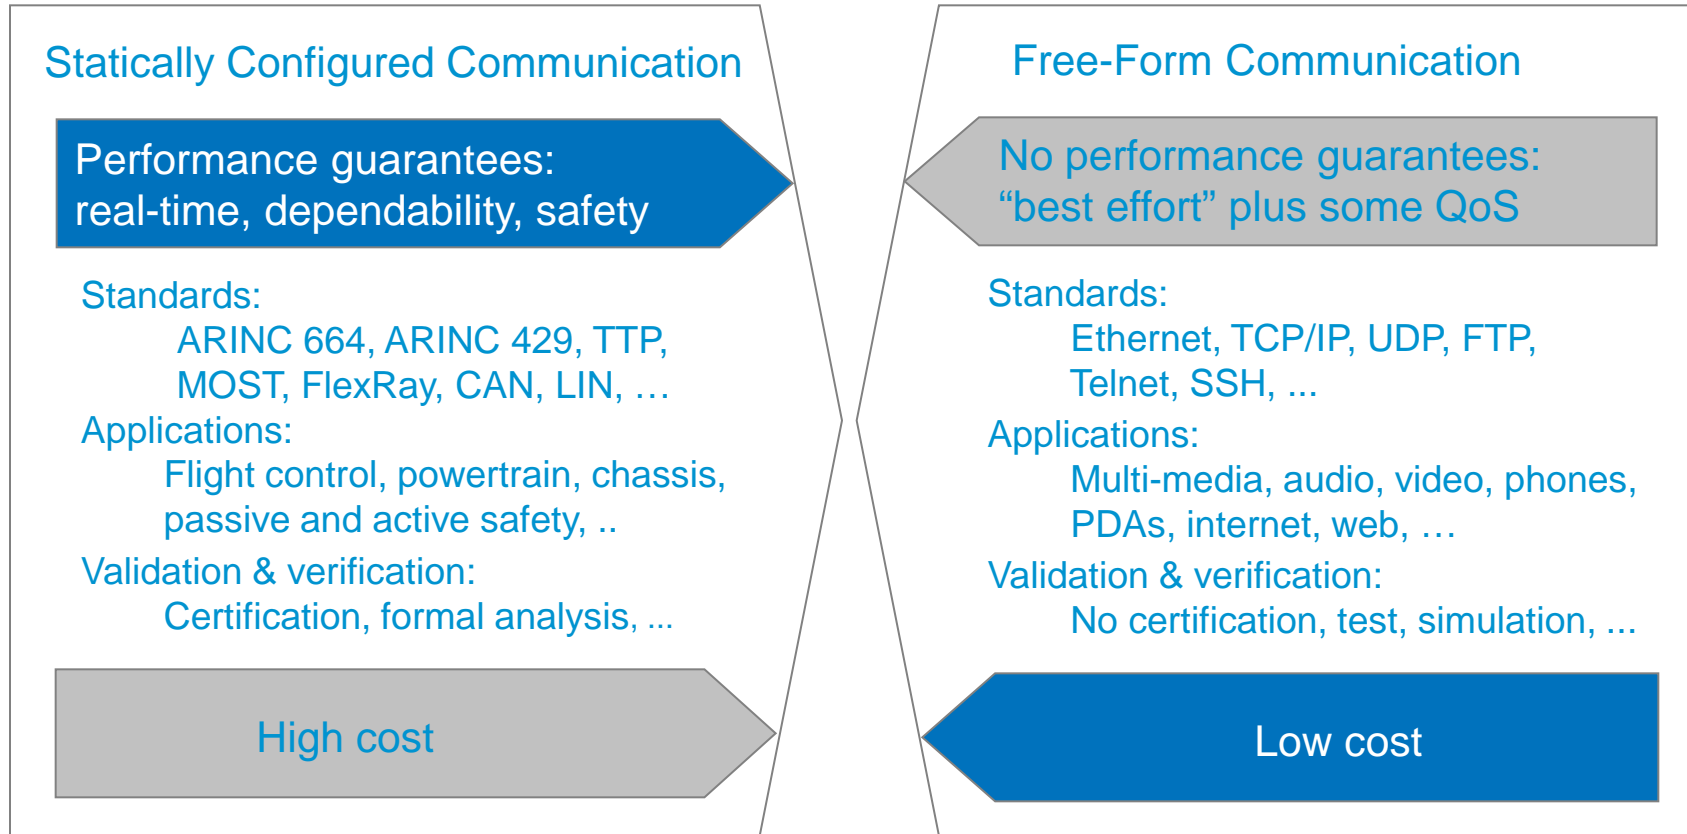 Statically Configured Communication
Performance guarantees:
real-time, dependability, safety
Standards:
ARINC 664, ARINC 429, TTP,
MOST, FlexRay, CAN, LIN, …
Applications:
Flight control, powertrain, chassis,
passive and active safety, ..
Validation & verification:
Certification, formal analysis, ...
High cost
Free-Form Communication
No performance guarantees:
“best effort” plus some QoS
Standards:
Ethernet, TCP/IP, UDP, FTP,
Telnet, SSH, ...
Applications:
Multi-media, audio, video, phones,
PDAs, internet, web, …
Validation & verification:
No certification, test, simulation, ...
Low cost